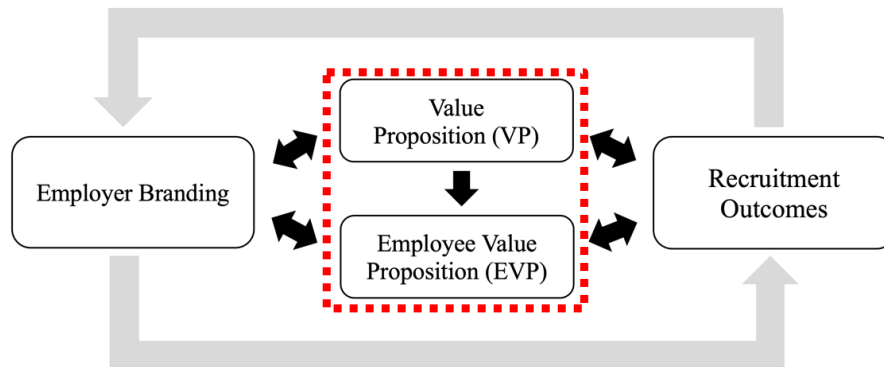 Value
Proposition (VP)
Employer Branding
Recruitment
Outcomes
Employee Value
Proposition (EVP)